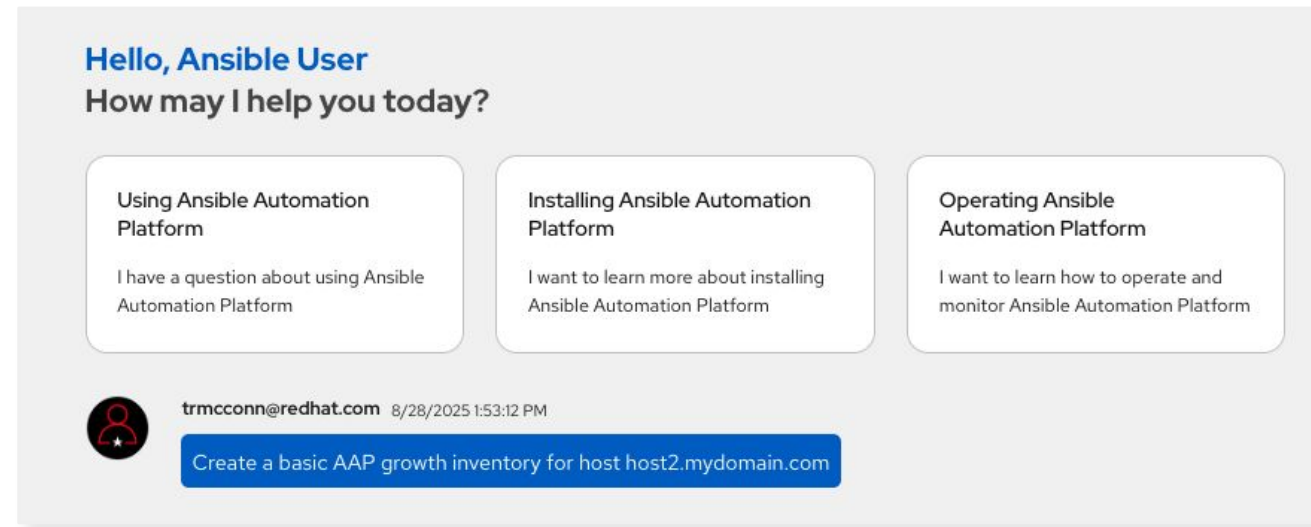 Hello, Ansible User
How may I help you today?
Using Ansible Automation
Platform
I have a question about using Ansible
Automation Platform
Installing Ansible Automation
Platform
I want to learn more about installing
Ansible Automation Platform
Operating Ansible
Automation Platform
I want to learn how to operate and
monitor Ansible Automation Platform
trmcconn@redhat.com 8/28/2025 1:53:12 PM
Create a basic AAP growth inventory for host host2.mydomain.com